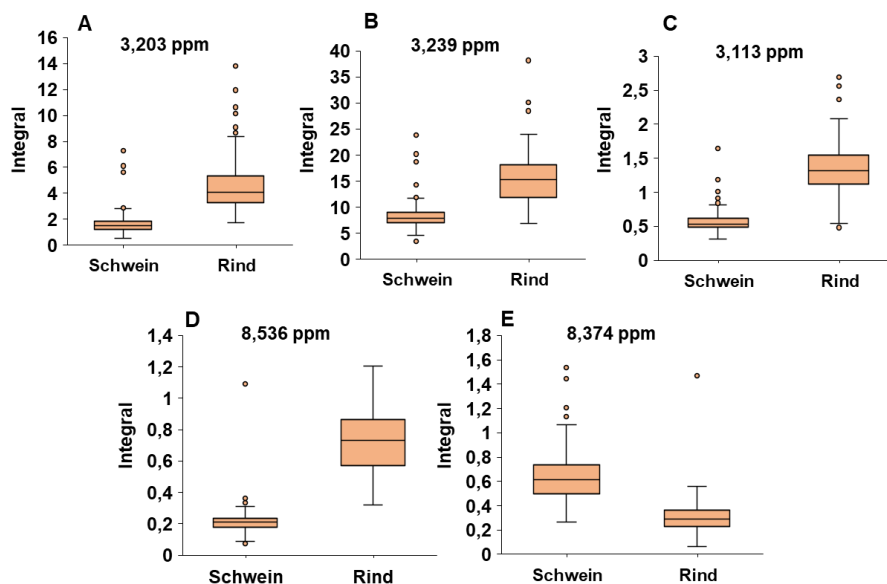 A
3,203 ppm
Integral
16
14
12
10
8
6
4
2
0
Schwein Rind
B
3,239 ppm
Integral
40
35
30
25
20
15
10
5
0
Schwein Rind
C
3,113 ppm
Integral
3
2,5
2
1,5
1
0,5
0
Schwein Rind
D
8,536 ppm
Integral
1,4
1,2
1
0,8
0,6
0,4
0,2
0
Schwein Rind
E
8,374 ppm
Integral
1,8
1,6
1,4
1,2
1
0,8
0,6
0,4
0,2
0
Schwein Rind